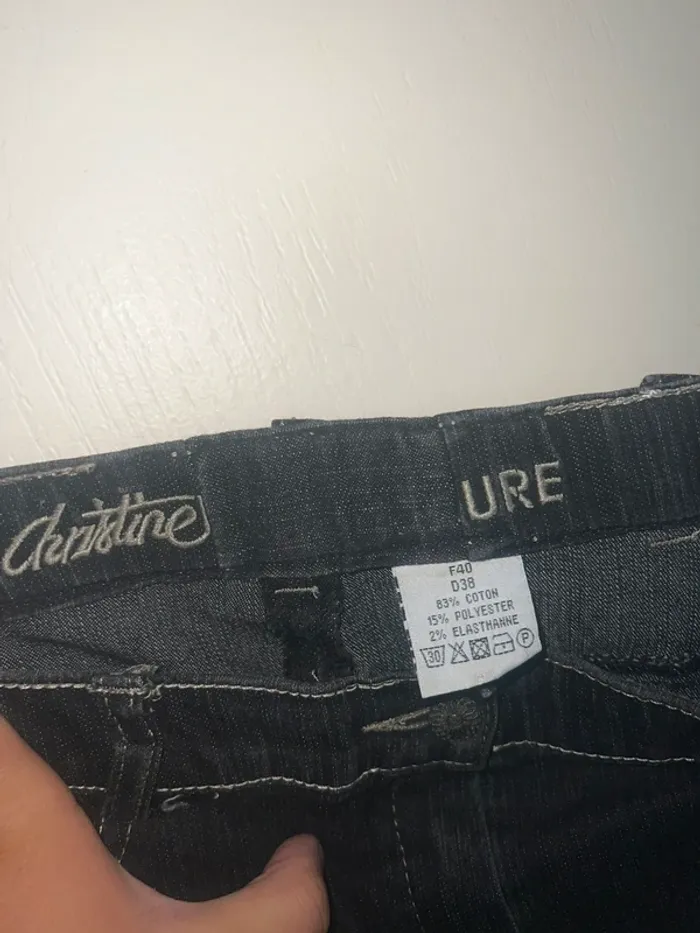 Christine
URE
F40
D38
83% COTON
15% POLYESTER
2% ELASTHANNE
30 P